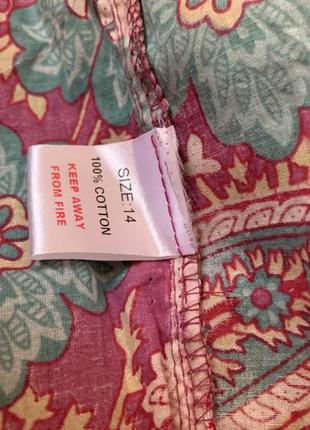 SIZE:14
100% COTTON
KEEP AWAY
FROM FIRE